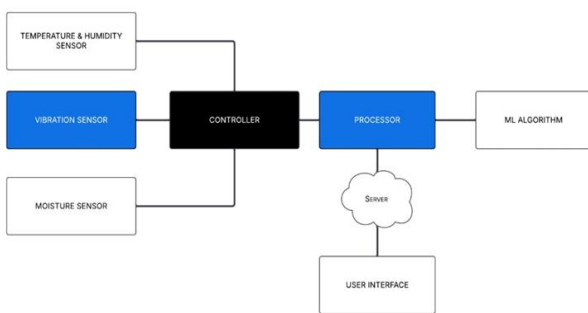 TEMPERATURE & HUMIDITY
SENSOR
VIBRATION SENSOR
CONTROLLER
PROCESSOR
ML ALGORITHM
MOISTURE SENSOR
SERVER
USER INTERFACE